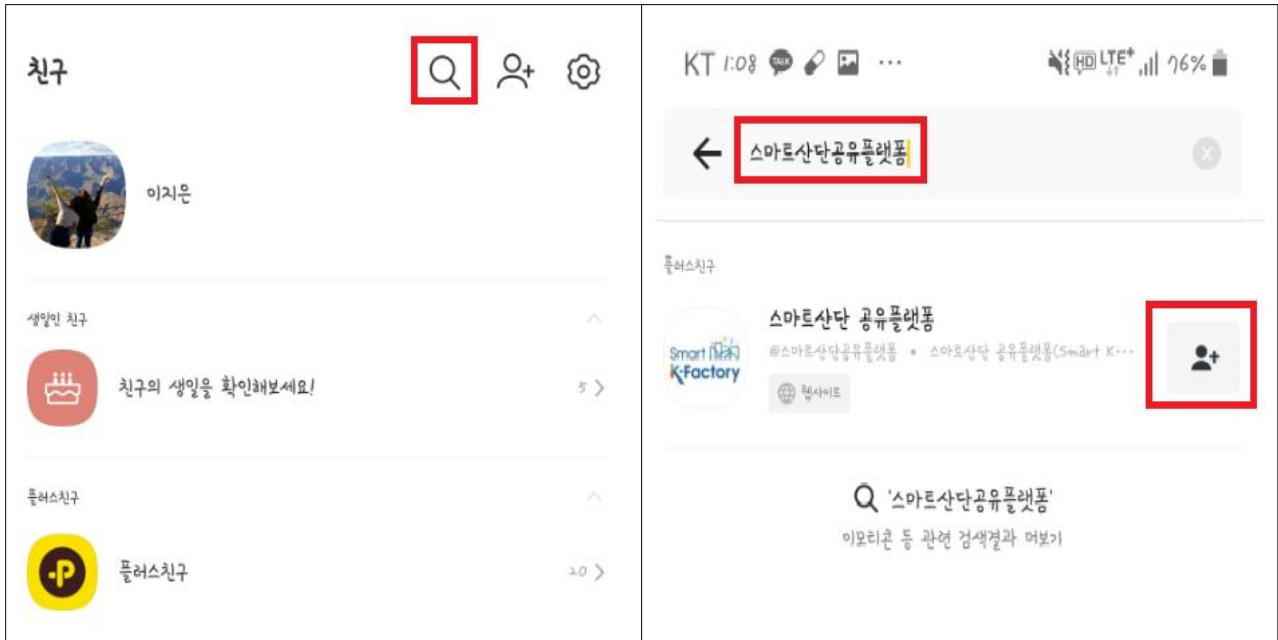 친구
이지은
생일인 친구
친구의 생일을 확인해보세요!
5
플러스친구
플러스친구
20
KT 1:08 TALK ... HD LTE+ 76%
스마트산단공유플랫폼
플러스친구
스마트산단 공유플랫폼
Smart
K-Factory
@스마트산단공유플랫폼 • 스마트산단 공유플랫폼(Smart K...
웹사이트
'스마트산단공유플랫폼'
이모티콘 등 관련 검색결과 더보기